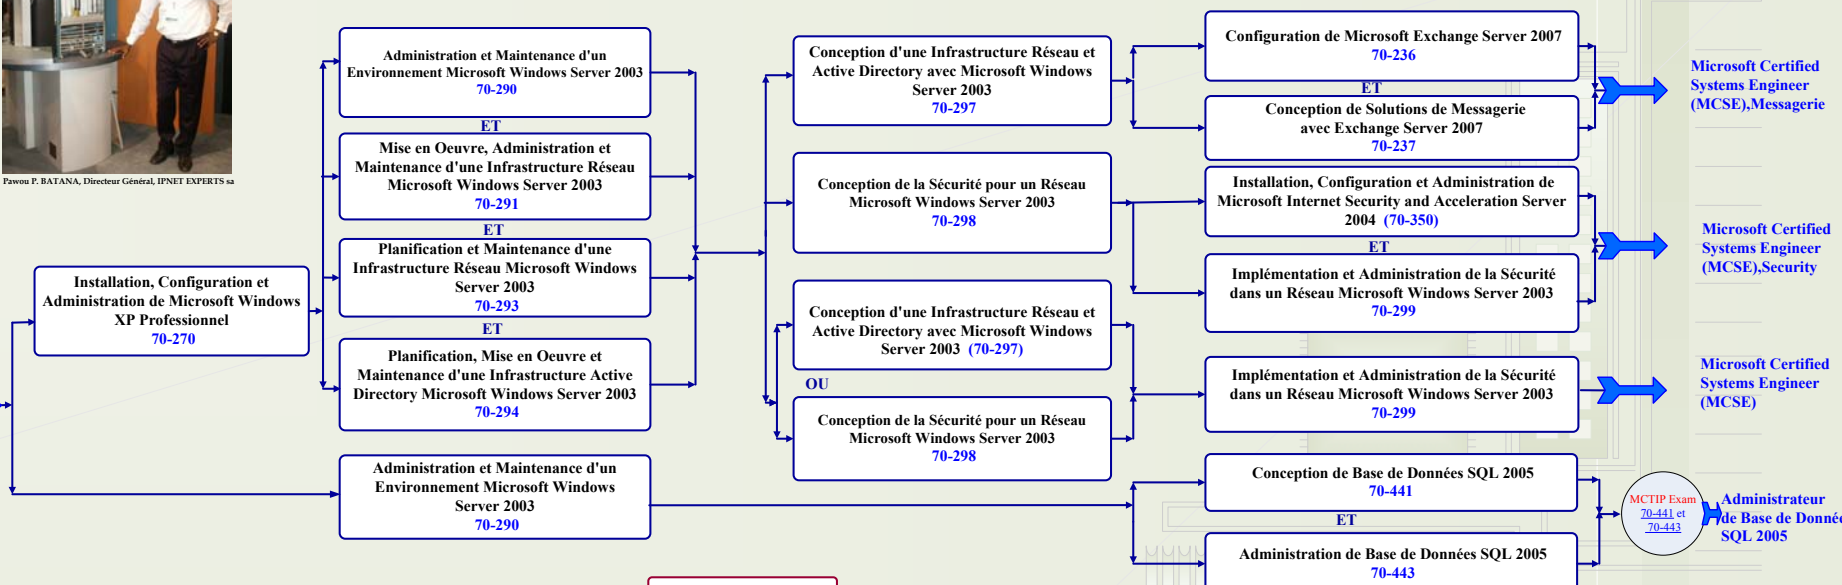 Pawou P. BATANA, Directeur Général, IPNET EXPERTS sa
Installation, Configuration et
Administration de Microsoft Windows
XP Professionnel
70-270
Administration et Maintenance d'un
Environnement Microsoft Windows Server 2003
70-290
ET
Mise en Oeuvre, Administration et
Maintenance d'une Infrastructure Réseau
Microsoft Windows Server 2003
70-291
ET
Planification et Maintenance d'une
Infrastructure Réseau Microsoft Windows
Server 2003
70-293
ET
Planification, Mise en Oeuvre et
Maintenance d'une Infrastructure Active
Directory Microsoft Windows Server 2003
70-294
Administration et Maintenance d'un
Environnement Microsoft Windows
Server 2003
70-290
Conception d'une Infrastructure Réseau et
Active Directory avec Microsoft Windows
Server 2003
70-297
Conception de la Sécurité pour un Réseau
Microsoft Windows Server 2003
70-298
Conception d'une Infrastructure Réseau et
Active Directory avec Microsoft Windows
Server 2003 (70-297)
OU
Conception de la Sécurité pour un Réseau
Microsoft Windows Server 2003
70-298
Configuration de Microsoft Exchange Server 2007
70-236
ET
Conception de Solutions de Messagerie
avec Exchange Server 2007
70-237
Installation, Configuration et Administration de
Microsoft Internet Security and Acceleration Server
2004 (70-350)
ET
Implémentation et Administration de la Sécurité
dans un Réseau Microsoft Windows Server 2003
70-299
Implémentation et Administration de la Sécurité
dans un Réseau Microsoft Windows Server 2003
70-299
Conception de Base de Données SQL 2005
70-441
ET
Administration de Base de Données SQL 2005
70-443
Microsoft Certified
Systems Engineer
(MCSE),Messagerie
Microsoft Certified
Systems Engineer
(MCSE),Security
Microsoft Certified
Systems Engineer
(MCSE)
MCTIP Exam
70-441 et
70-443
Administrateur
de Base de Donné
SQL 2005